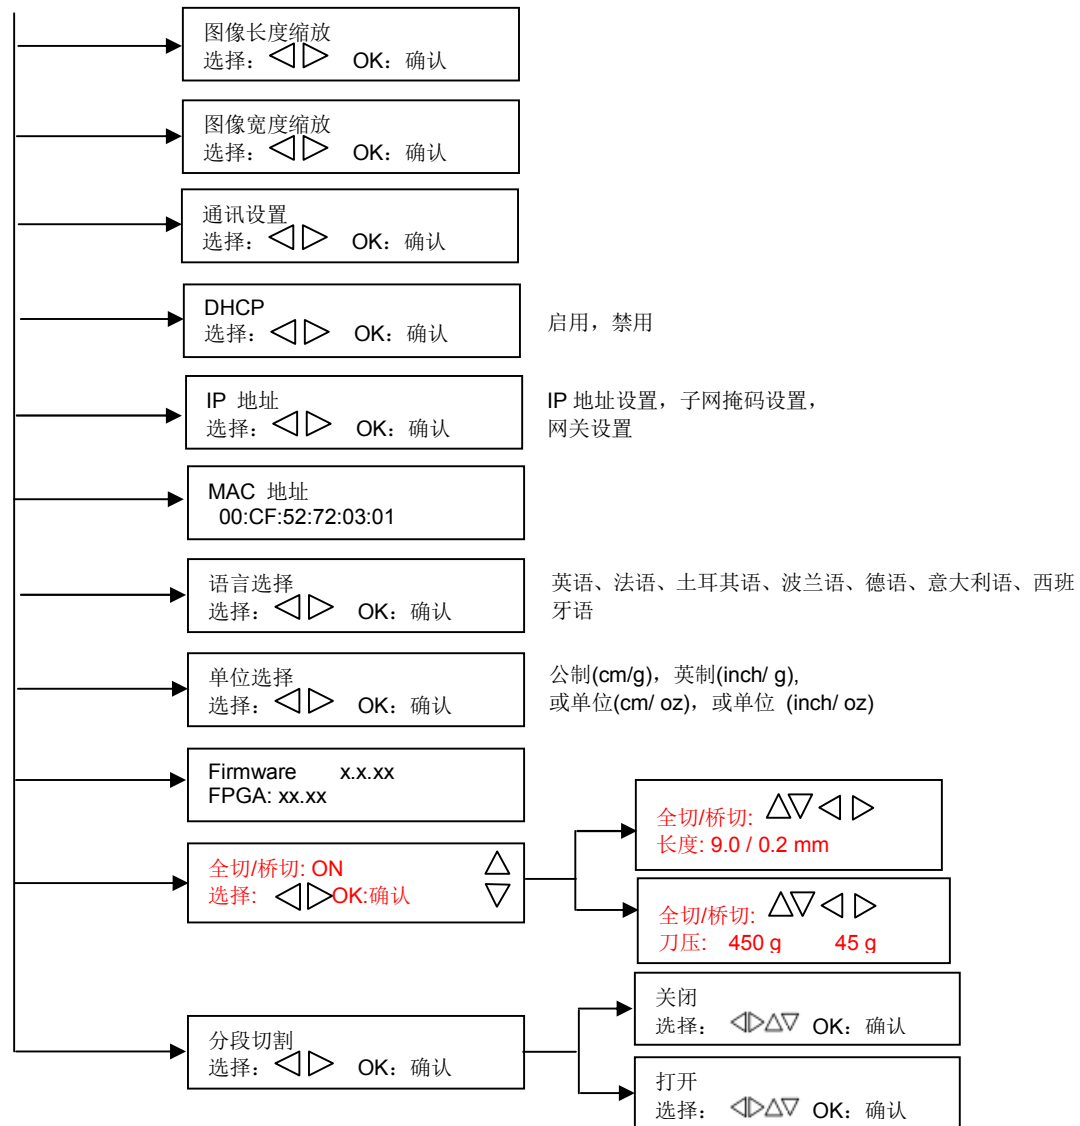 图像长度缩放
选择：◁▷ OK：确认
图像宽度缩放
选择：◁▷ OK：确认
通讯设置
选择：◁▷ OK：确认
DHCP
选择：◁▷ OK：确认
启用，禁用
IP 地址
选择：◁▷ OK：确认
IP 地址设置，子网掩码设置，
网关设置
MAC 地址
00:CF:52:72:03:01
语言选择
选择：◁▷ OK：确认
英语、法语、土耳其语、波兰语、德语、意大利语、西班
牙语
单位选择
选择：◁▷ OK：确认
公制(cm/g)，英制(inch/ g),
或单位(cm/ oz)，或单位 (inch/ oz)
Firmware x.x.xx
FPGA: xx.xx
全切/桥切: ON △
选择: ◁▷OK:确认 ▽
全切/桥切: △▽◁ ▷
长度: 9.0 / 0.2 mm
全切/桥切: △▽◁ ▷
刀压: 450 g 45 g
分段切割
选择：◁▷ OK：确认
关闭
选择： ◁▷△▽ OK：确认
打开
选择： ◁▷△▽ OK：确认